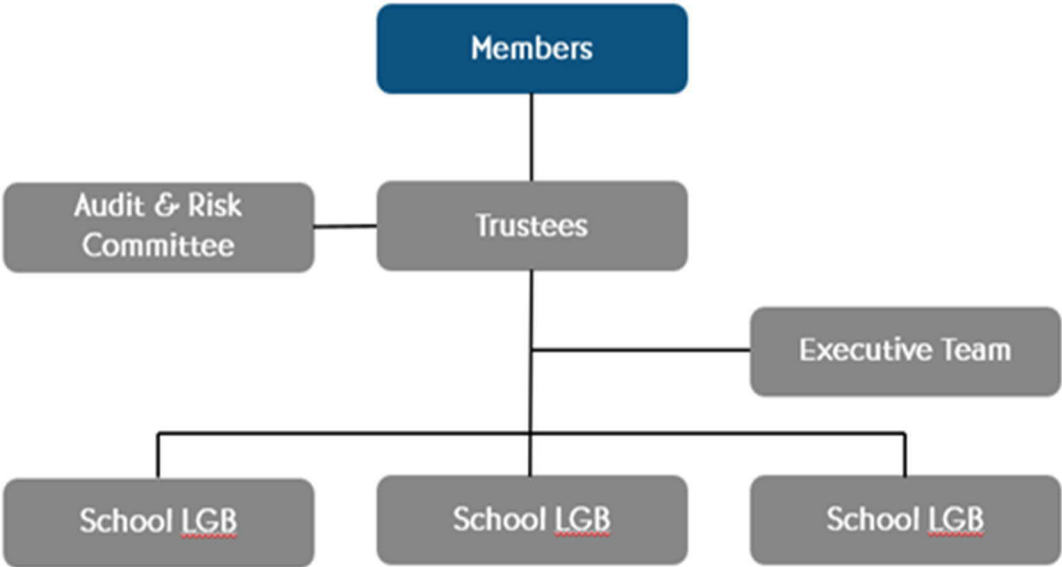 Members
Audit & Risk
Committee
Trustees
Executive Team
School LGB
School LGB
School LGB